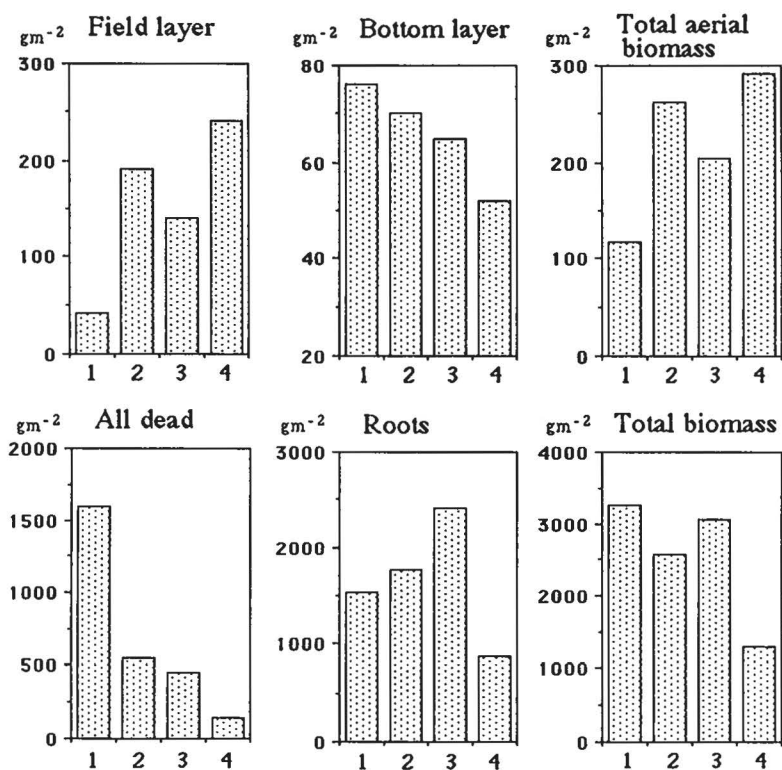 gm-2 Field layer
300
200
100
0
1 2 3 4
gm-2 Bottom layer
80
60
40
20
1 2 3 4
gm-2 Total aerial
biomass
300
200
100
0
1 2 3 4
gm-2 All dead
2000
1500
1000
500
0
1 2 3 4
gm-2 Roots
3000
2000
1000
0
1 2 3 4
gm-2 Total biomass
4000
3000
2000
1000
0
1 2 3 4